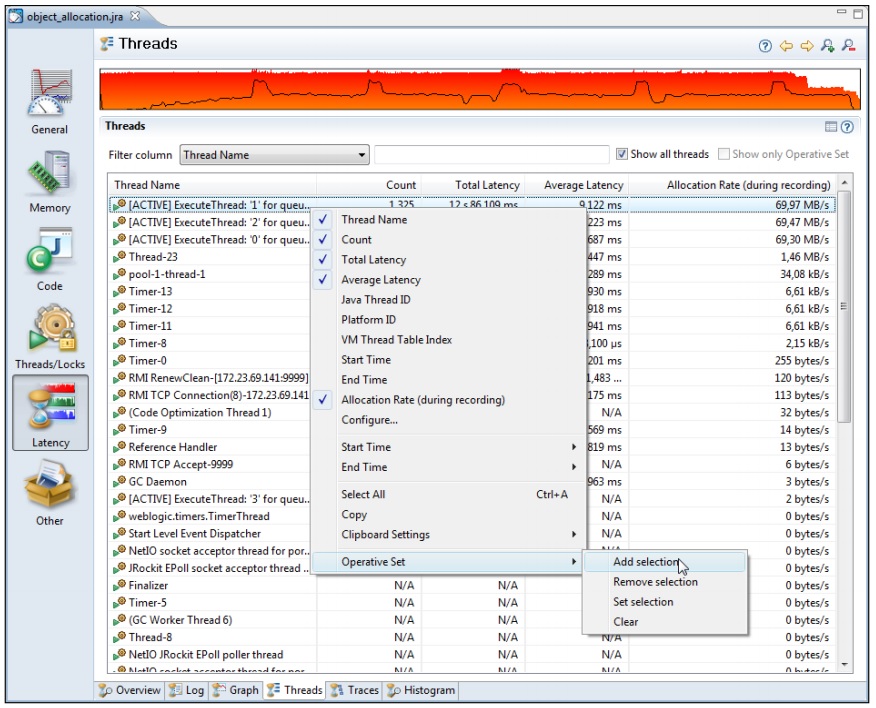 object_allocation.jra
Threads
General
Memory
Code
Threads/Locks
Latency
Other
Threads
Filter column Thread Name Show all threads Show only Operative Set
Thread Name Count Total Latency Average Latency Allocation Rate (during recording)
[ACTIVE] ExecuteThread: '1' for queu... 1 325 12 s 86,109 ms 9,122 ms 69,97 MB/s
[ACTIVE] ExecuteThread: '2' for queu... 223 ms 69,47 MB/s
[ACTIVE] ExecuteThread: '0' for queu... 687 ms 69,30 MB/s
Thread-23 447 ms 1,46 MB/s
pool-1-thread-1 289 ms 34,08 kB/s
Timer-13 930 ms 6,61 kB/s
Timer-12 918 ms 6,61 kB/s
Timer-11 941 ms 6,61 kB/s
Timer-8 ,100 µs 2,15 kB/s
Timer-0 201 ms 255 bytes/s
RMI RenewClean-[172.23.69.141:9999] 1,483 ... 120 bytes/s
RMI TCP Connection(8)-172.23.69.141 175 ms 113 bytes/s
(Code Optimization Thread 1) N/A 32 bytes/s
Timer-9 569 ms 14 bytes/s
Reference Handler 819 ms 13 bytes/s
RMI TCP Accept-9999 N/A 6 bytes/s
GC Daemon 963 ms 3 bytes/s
[ACTIVE] ExecuteThread: '3' for queu... N/A 2 bytes/s
weblogic.timers.TimerThread N/A 0 bytes/s
Start Level Event Dispatcher N/A 0 bytes/s
NetIO socket acceptor thread for por... N/A 0 bytes/s
JRockit EPoll socket acceptor thread ... 0 bytes/s
Finalizer N/A N/A 0 bytes/s
Timer-5 N/A N/A 0 bytes/s
(GC Worker Thread 6) N/A N/A 0 bytes/s
Thread-8 N/A N/A N/A 0 bytes/s
NetIO JRockit EPoll poller thread N/A N/A N/A 0 bytes/s
NetIO socket acceptor thread for por... N/A N/A N/A 0 bytes/s
Thread Name
Count
Total Latency
Average Latency
Java Thread ID
Platform ID
VM Thread Table Index
Start Time
End Time
Allocation Rate (during recording)
Configure...
Start Time
End Time
Select All Ctrl+A
Copy
Clipboard Settings
Operative Set
Add selection
Remove selection
Set selection
Clear
Overview Log Graph Threads Traces Histogram